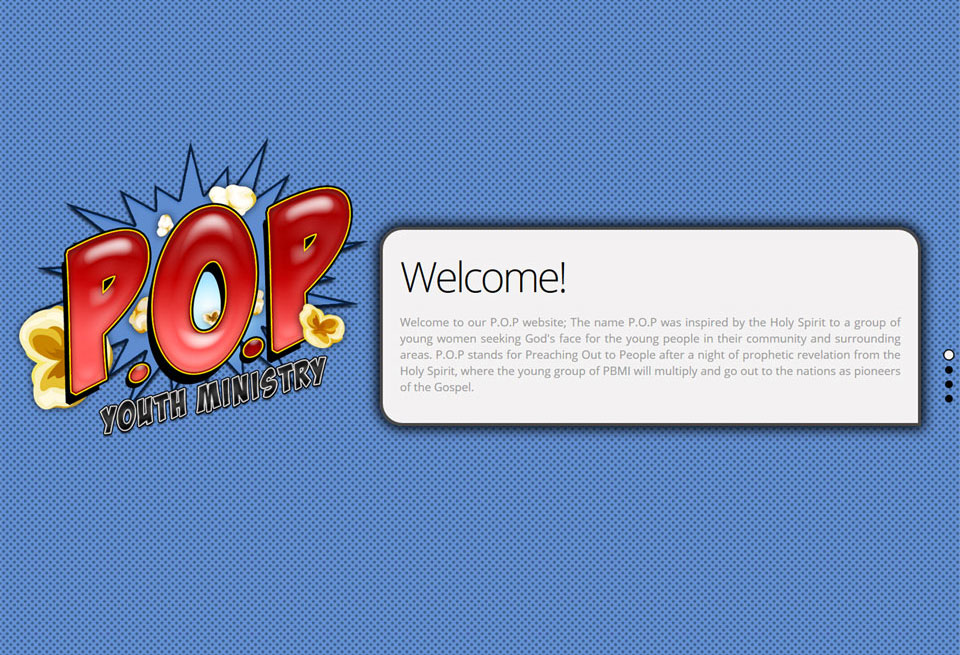 P.O.P
YOUTH MINISTRY
Welcome!
Welcome to our P.O.P website; The name P.O.P was inspired by the Holy Spirit to a group of
young women seeking God's face for the young people in their community and surrounding
areas. P.O.P stands for Preaching Out to People after a night of prophetic revelation from the
Holy Spirit, where the young group of PBMI will multiply and go out to the nations as pioneers
of the Gospel.